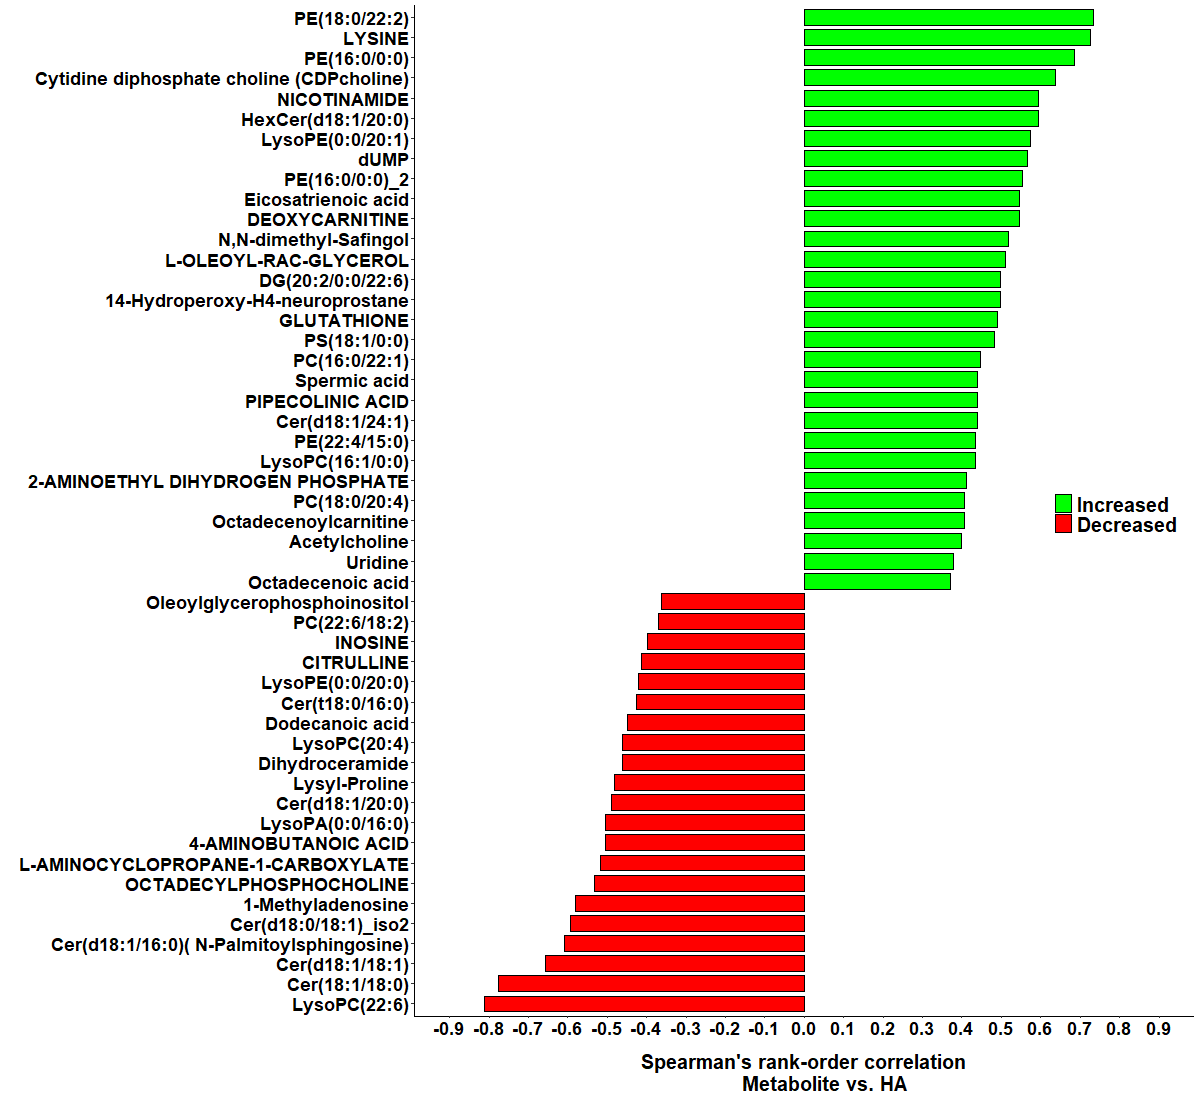 PE(18:0/22:2)
LYSINE
PE(16:0/0:0)
Cytidine diphosphate choline (CDPcholine)
NICOTINAMIDE
HexCer(d18:1/20:0)
LysoPE(0:0/20:1)
dUMP
PE(16:0/0:0)_2
Eicosatrienoic acid
DEOXYCARNITINE
N,N-dimethyl-Safingol
L-OLEOYL-RAC-GLYCEROL
DG(20:2/0:0/22:6)
14-Hydroperoxy-H4-neuroprostane
GLUTATHIONE
PS(18:1/0:0)
PC(16:0/22:1)
Spermic acid
PIPECOLINIC ACID
Cer(d18:1/24:1)
PE(22:4/15:0)
LysoPC(16:1/0:0)
2-AMINOETHYL DIHYDROGEN PHOSPHATE
PC(18:0/20:4)
Octadecenoylcarnitine
Acetylcholine
Uridine
Octadecenoic acid
Oleoylglycerophosphoinositol
PC(22:6/18:2)
INOSINE
CITRULLINE
LysoPE(0:0/20:0)
Cer(t18:0/16:0)
Dodecanoic acid
LysoPC(20:4)
Dihydroceramide
Lysyl-Proline
Cer(d18:1/20:0)
LysoPA(0:0/16:0)
4-AMINOBUTANOIC ACID
L-AMINOCYCLOPROPANE-1-CARBOXYLATE
OCTADECYLPHOSPHOCHOLINE
1-Methyladenosine
Cer(d18:0/18:1)_iso2
Cer(d18:1/16:0)( N-Palmitoylsphingosine)
Cer(d18:1/18:1)
Cer(18:1/18:0)
LysoPC(22:6)
Increased
Decreased
-0.9 -0.8 -0.7 -0.6 -0.5 -0.4 -0.3 -0.2 -0.1 0.0 0.1 0.2 0.3 0.4 0.5 0.6 0.7 0.8 0.9
Spearman's rank-order correlation
Metabolite vs. HA